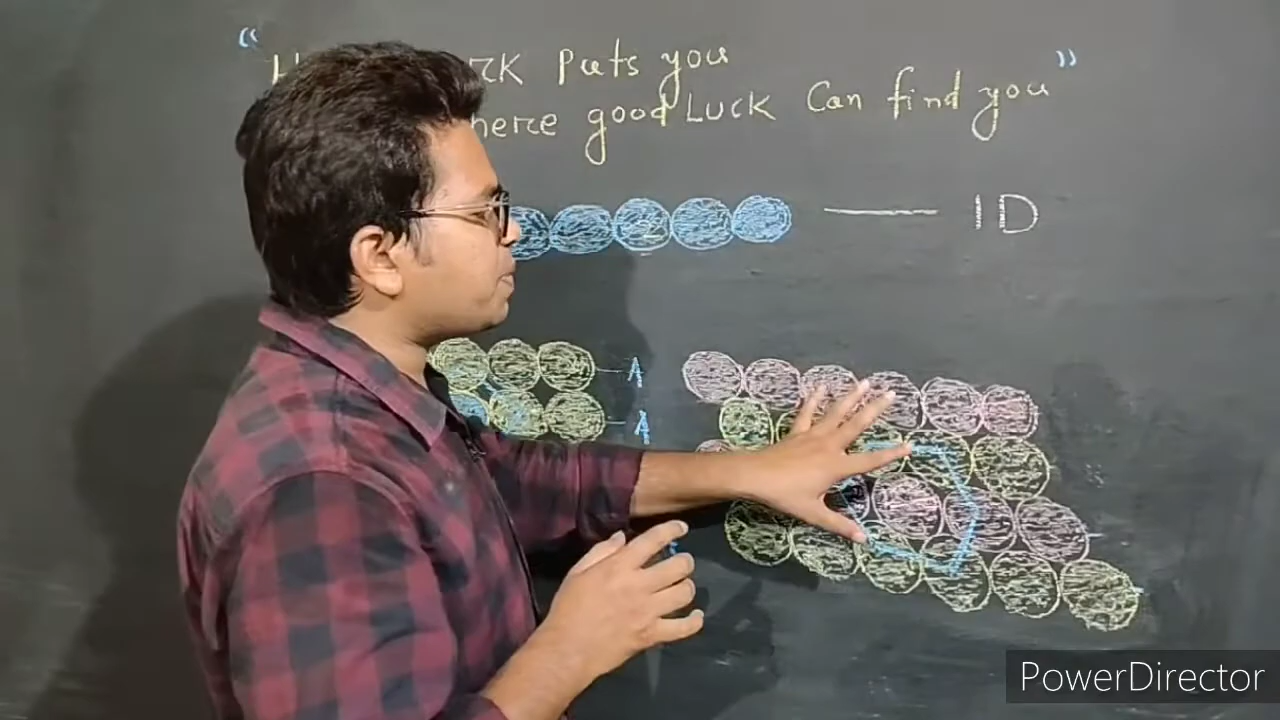 “ puts you ”
here good Luck Can find you
1D
A
A
PowerDirector